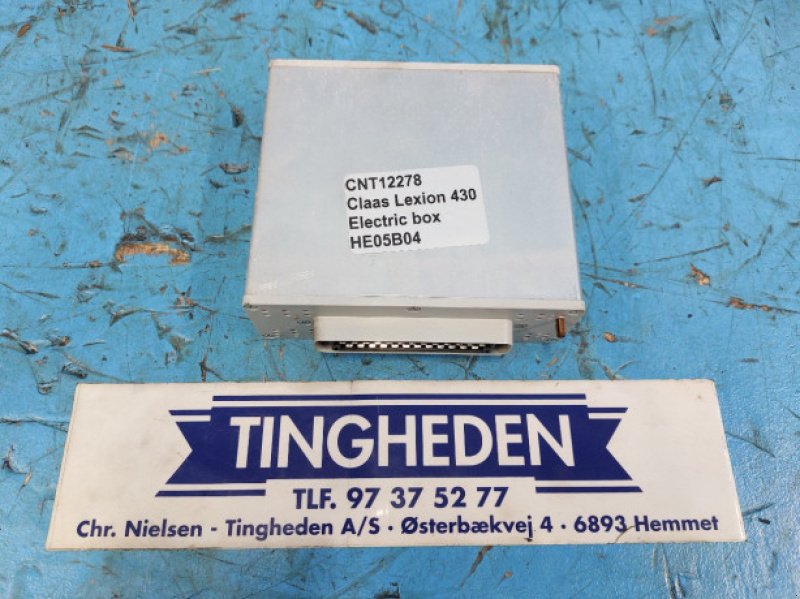 CNT12278
Claas Lexion 430
Electric box
HE05B04
TINGHEDEN
TLF. 97 37 52 77
Chr. Nielsen - Tingheden A/S · Østerbækvej 4 · 6893 Hemmet